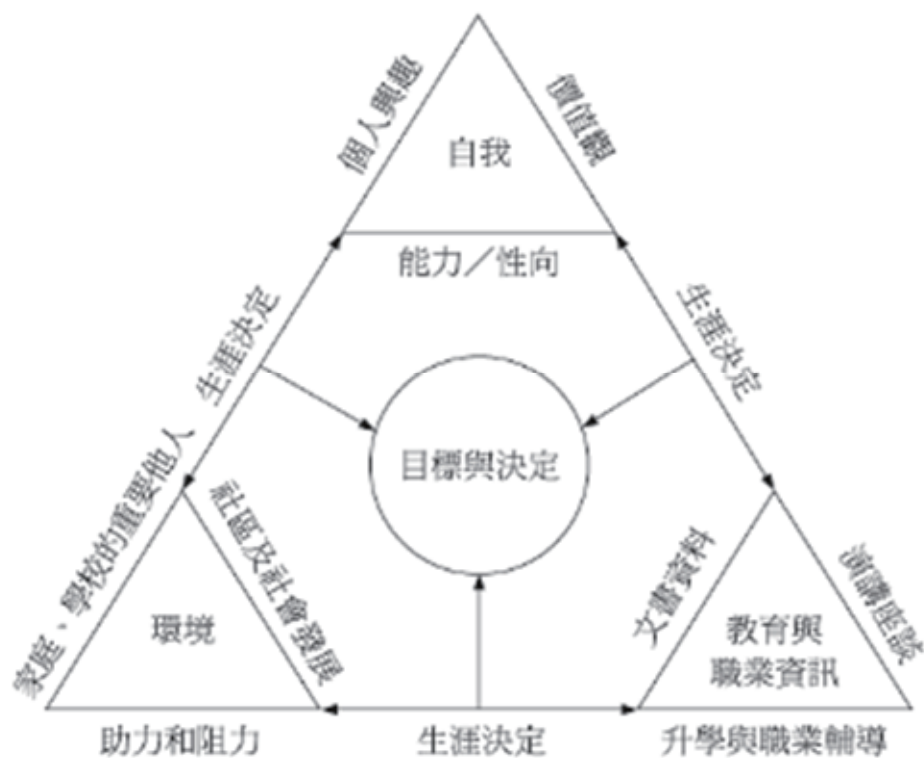 個人興趣
價值觀
自我
能力／性向
生涯決定
生涯決定
目標與決定
家庭、學校的重要他人
社區及社會發展
環境
文書資料
演講座談
教育與
職業資訊
助力和阻力
生涯決定
升學與職業輔導